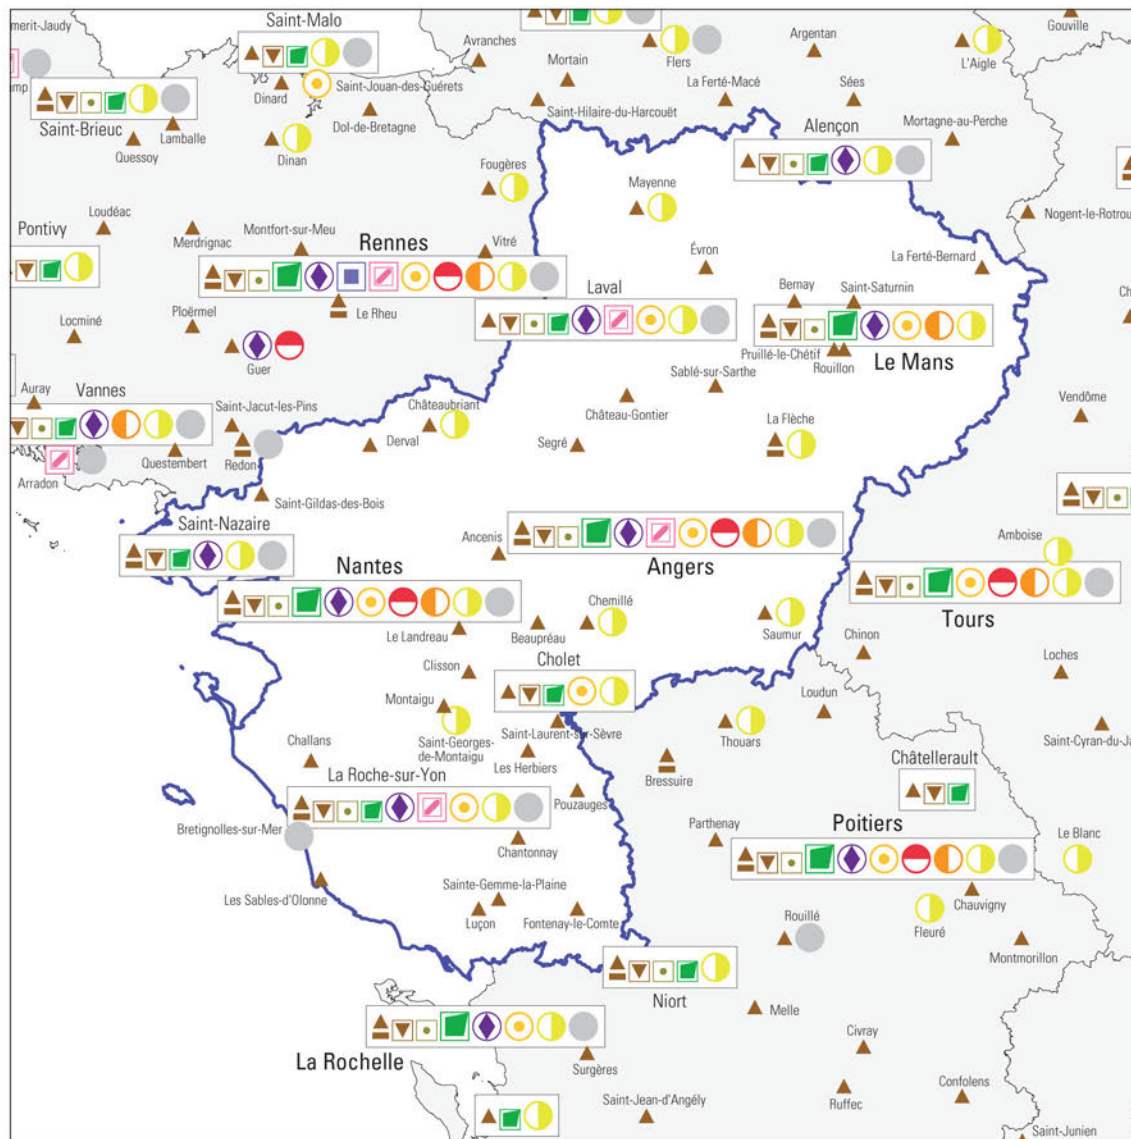 merit-Jaudy
Saint-Malo
Avranches
Argentan
Gouville
Mortain
Flers
L'Aigle
amp
Dinard
Saint-Jouan-des-Guérets
La Ferté-Macé
Sées
Saint-Brieuc
Lamballe
Dol-de-Bretagne
Saint-Hilaire-du-Harcouët
Alençon
Mortagne-au-Perche
Quessoy
Dinan
Fougères
Mayenne
Loudéac
Nogent-le-Rotrou
Pontivy
Merdrignac
Montfort-sur-Meu
Rennes
Vitré
Évron
La Ferté-Bernard
Laval
Bernay
Saint-Saturnin
Ch
Ploërmel
Le Rheu
Locminé
Pruillé-le-Chétif
Rouillon
Le Mans
Guer
Sablé-sur-Sarthe
Auray
Vannes
Saint-Jacut-les-Pins
Châteaubriant
Château-Gontier
La Flèche
Vendôme
Arradon
Questembert
Redon
Derval
Segré
Saint-Gildas-des-Bois
Saint-Nazaire
Ancenis
Amboise
Nantes
Angers
Chemillé
Tours
Le Landreau
Beaupréau
Saumur
Chinon
Clisson
Cholet
Loches
Montaigu
Loudun
Saint-Georges-
de-Montaigu
Saint-Laurent-sur-Sèvre
Thouars
Saint-Cyran-du-Ja
Challans
Les Herbiers
Bressuire
Châtellerault
La Roche-sur-Yon
Pouzauges
Bretignolles-sur-Mer
Parthenay
Poitiers
Le Blanc
Chantonnay
Les Sables-d'Olonne
Sainte-Gemme-la-Plaine
Chauvigny
Luçon
Fontenay-le-Comte
Rouillé
Fleuré
Montmorillon
Niort
Melle
La Rochelle
Civray
Surgères
Saint-Jean-d'Angély
Ruffec
Confolens
Saint-Junien